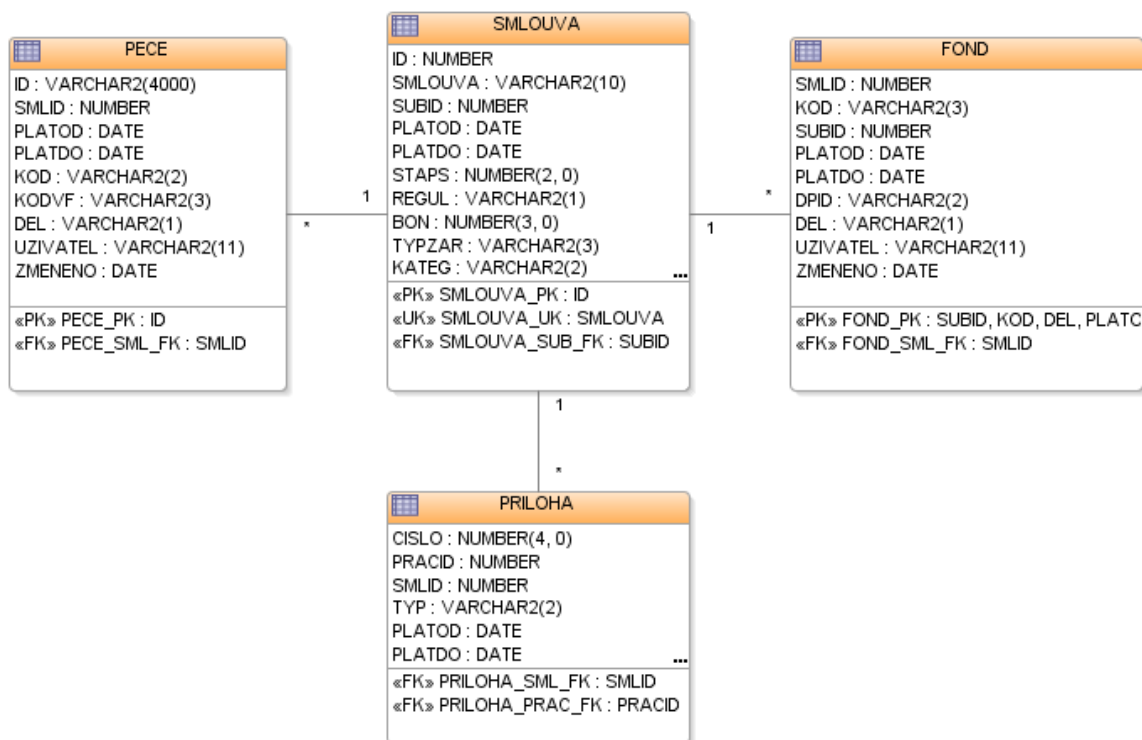 PECE
ID : VARCHAR2(4000)
SMLID : NUMBER
PLATOD : DATE
PLATDO : DATE
KOD : VARCHAR2(2)
KODVF : VARCHAR2(3)
DEL : VARCHAR2(1)
UZIVATEL : VARCHAR2(11)
ZMENENO : DATE
«PK» PECE_PK : ID
«FK» PECE_SML_FK : SMLID
1
*
SMLOUVA
ID : NUMBER
SMLOUVA : VARCHAR2(10)
SUBID : NUMBER
PLATOD : DATE
PLATDO : DATE
STAPS : NUMBER(2, 0)
REGUL : VARCHAR2(1)
BON : NUMBER(3, 0)
TYPZAR : VARCHAR2(3)
KATEG : VARCHAR2(2)
...
«PK» SMLOUVA_PK : ID
«UK» SMLOUVA_UK : SMLOUVA
«FK» SMLOUVA_SUB_FK : SUBID
*
1
FOND
SMLID : NUMBER
KOD : VARCHAR2(3)
SUBID : NUMBER
PLATOD : DATE
PLATDO : DATE
DPID : VARCHAR2(2)
DEL : VARCHAR2(1)
UZIVATEL : VARCHAR2(11)
ZMENENO : DATE
«PK» FOND_PK : SUBID, KOD, DEL, PLATC
«FK» FOND_SML_FK : SMLID
1
*
PRILOHA
CISLO : NUMBER(4, 0)
PRACID : NUMBER
SMLID : NUMBER
TYP : VARCHAR2(2)
PLATOD : DATE
PLATDO : DATE
...
«FK» PRILOHA_SML_FK : SMLID
«FK» PRILOHA_PRAC_FK : PRACID